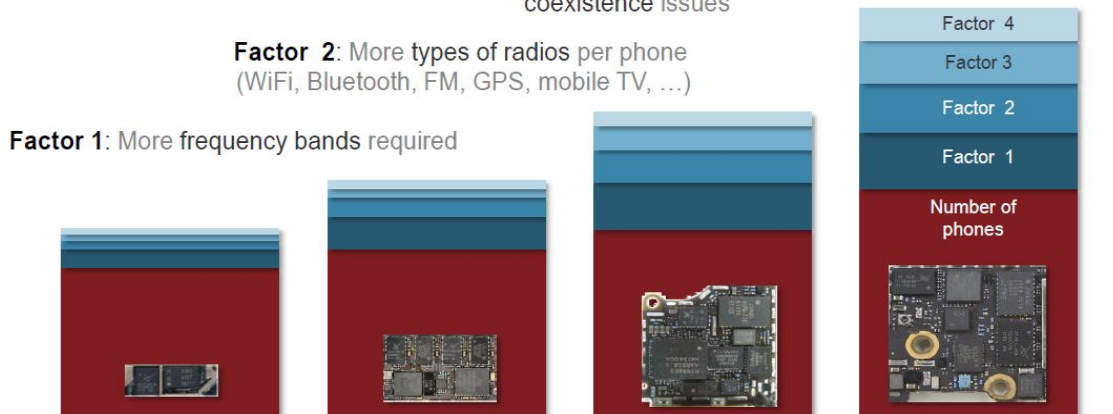 coexistence issues
Factor 2: More types of radios per phone
(WiFi, Bluetooth, FM, GPS, mobile TV, …)
Factor 1: More frequency bands required
Factor 4
Factor 3
Factor 2
Factor 1
Number of
phones